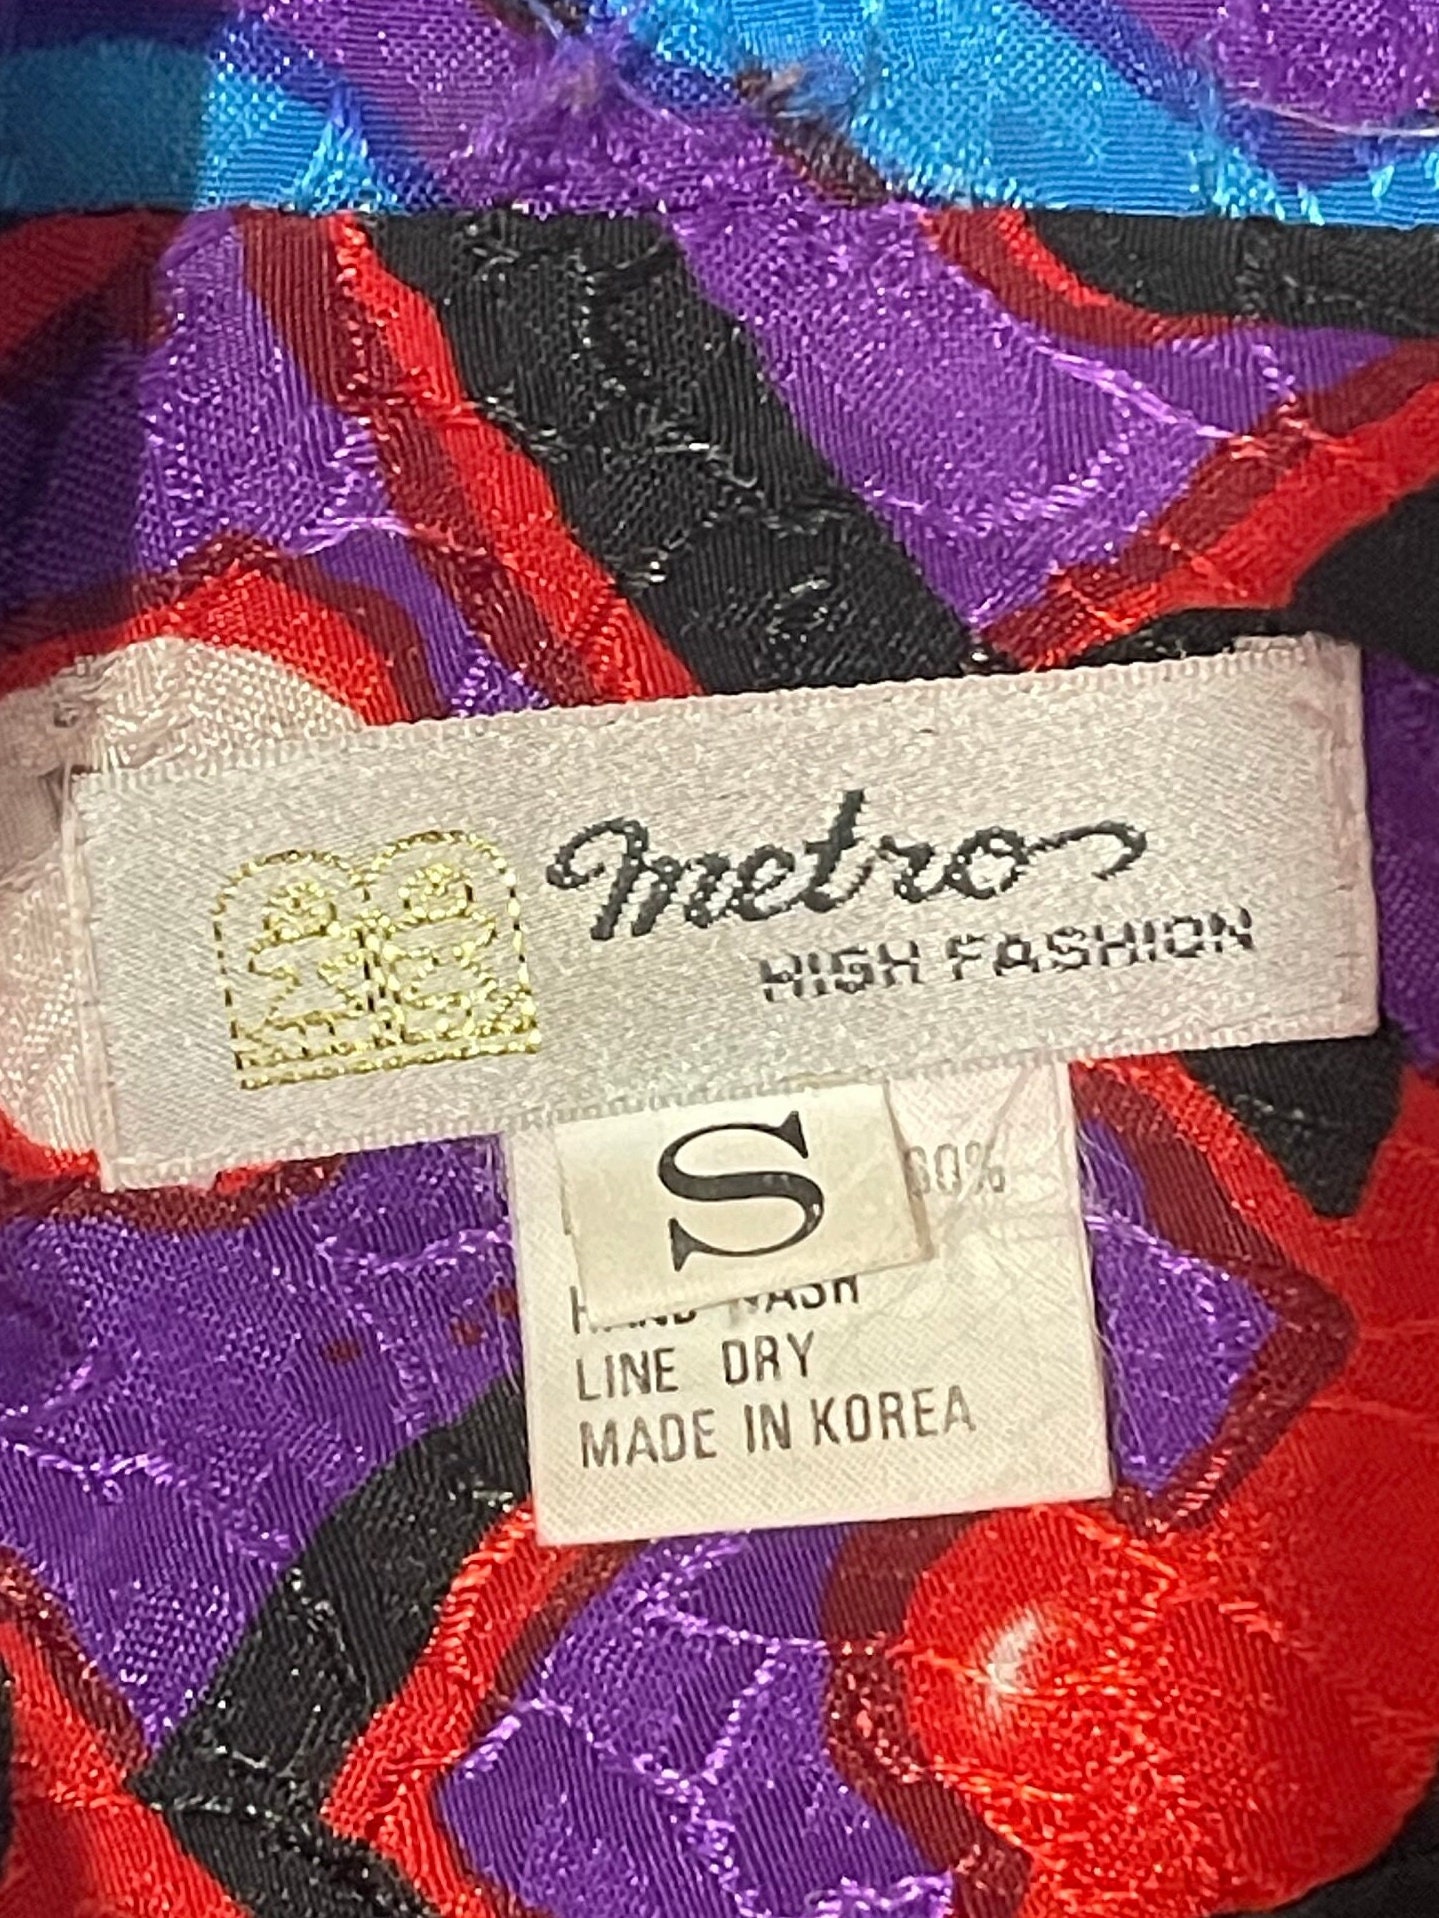 metro
HIGH FASHION
S
LINE DRY
MADE IN KOREA